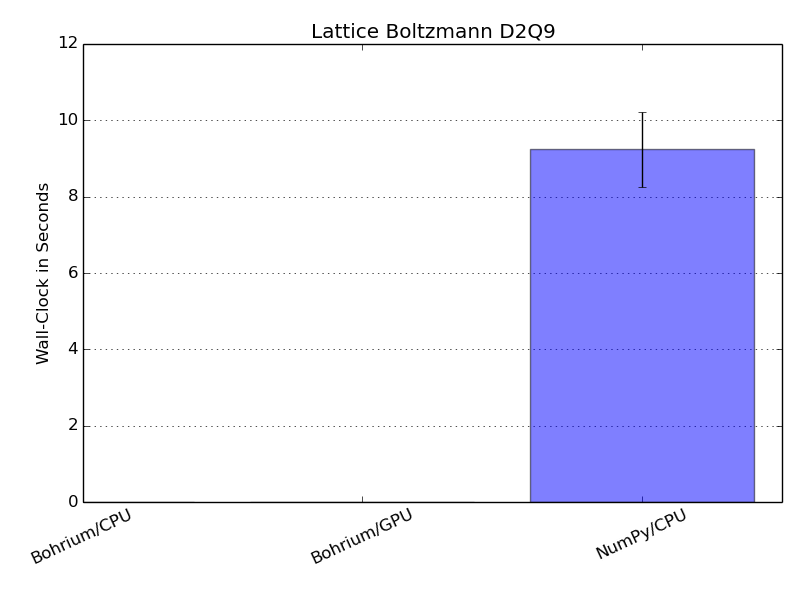 Lattice Boltzmann D2Q9
Wall-Clock in Seconds
12
10
8
6
4
2
0
Bohrium/CPU
Bohrium/GPU
NumPy/CPU